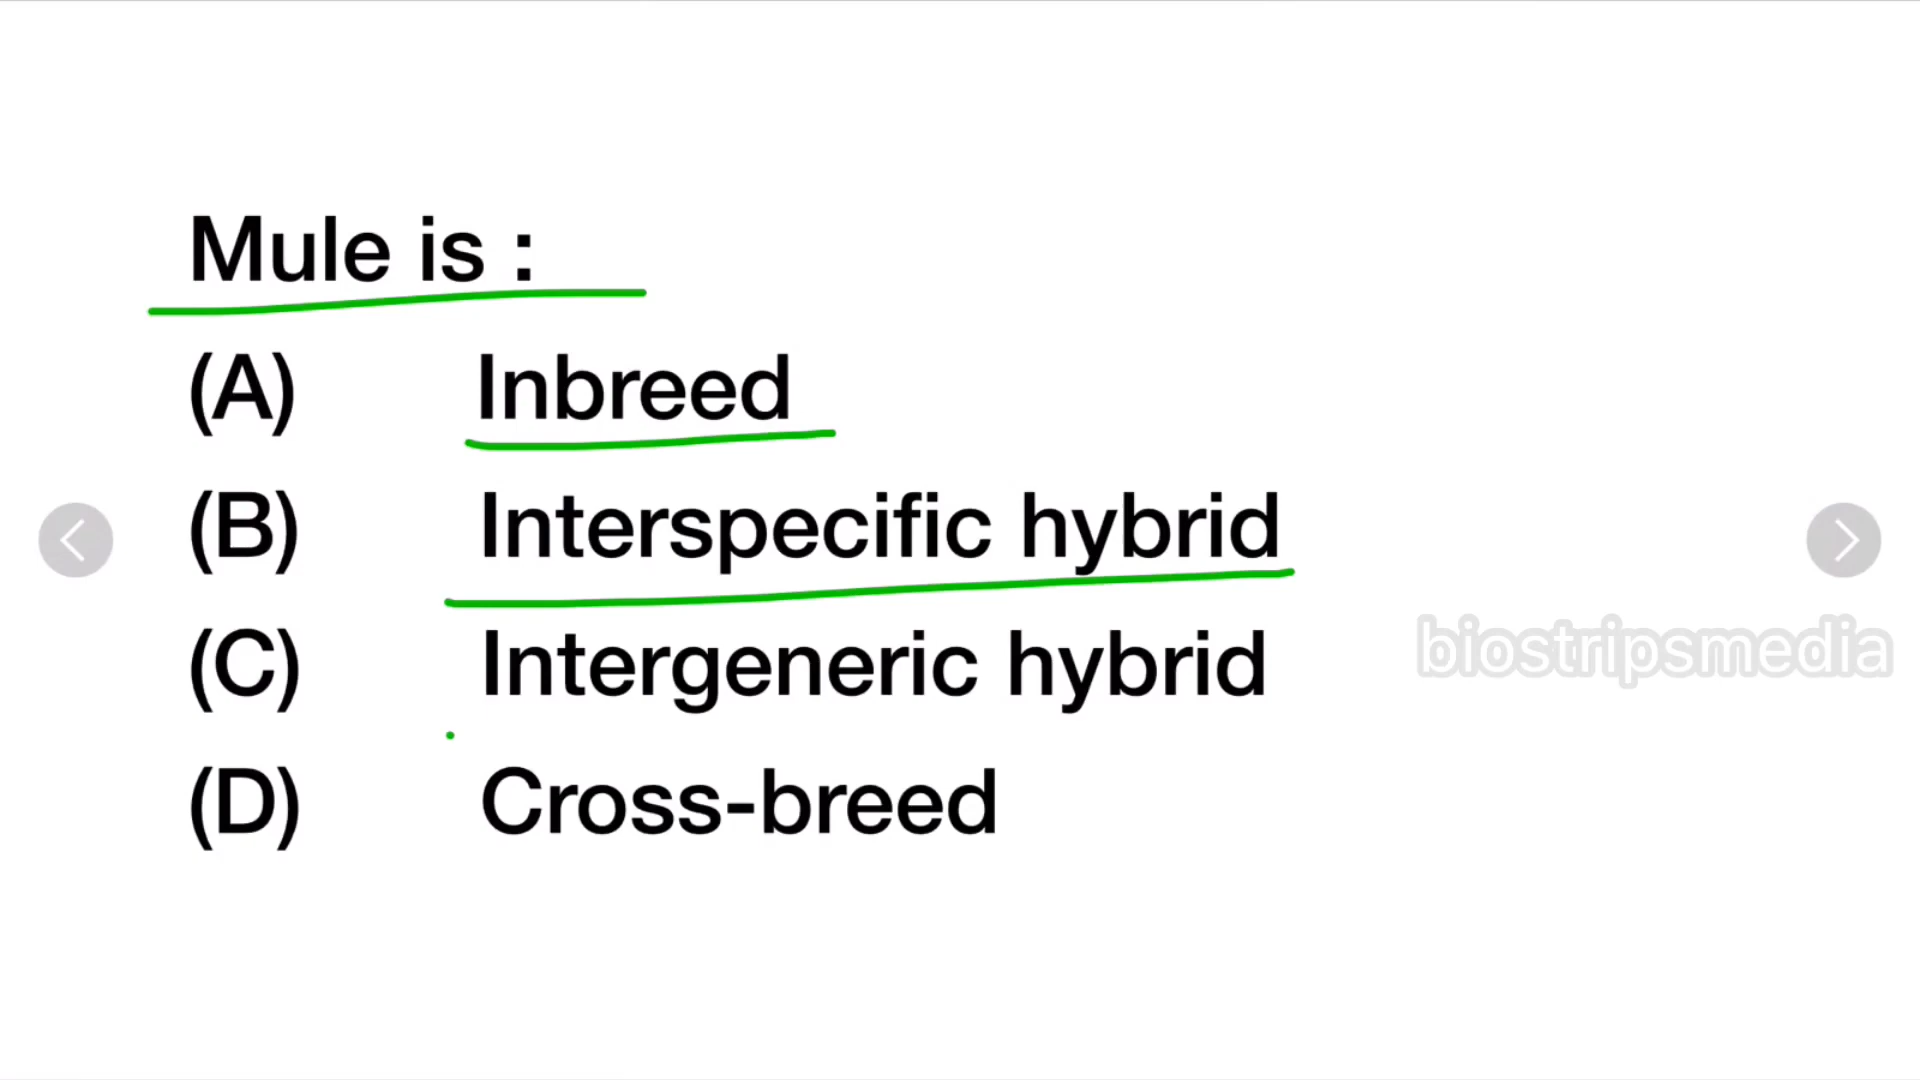 Mule is :
(A) Inbreed
(B) Interspecific hybrid
(C) Intergeneric hybrid
biostripsmedia
(D) Cross-breed